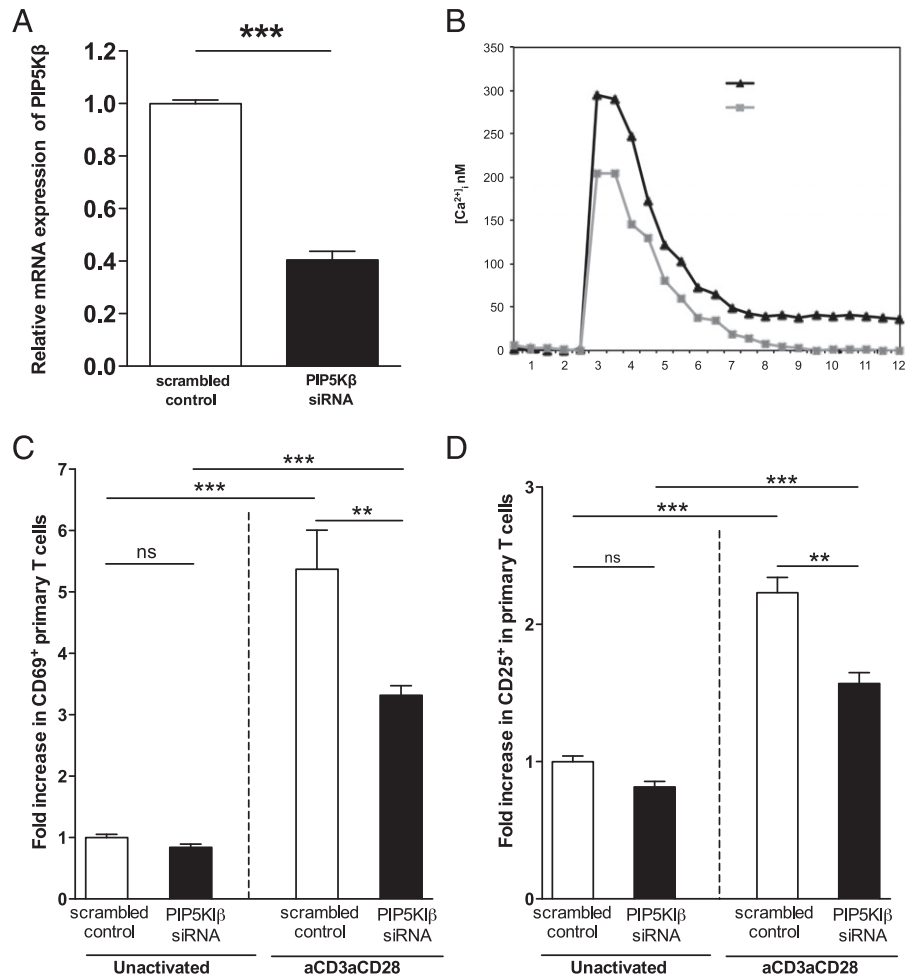 A
Relative mRNA expression of PIP5Kβ
1.2
1.0
0.8
0.6
0.4
0.2
0.0
***
scrambled
control
PIP5Kβ
siRNA
B
[Ca²⁺]ᵢ nM
350
300
250
200
150
100
50
0
1 2 3 4 5 6 7 8 9 10 11 12
C
Fold increase in CD69⁺ primary T cells
7
6
5
4
3
2
1
0
***
***
**
ns
scrambled
control
PIP5KIβ
siRNA
scrambled
control
PIP5KIβ
siRNA
Unactivated
aCD3aCD28
D
Fold increase in CD25⁺ in primary T cells
3
2
1
0
***
***
**
ns
scrambled
control
PIP5KIβ
siRNA
scrambled
control
PIP5KIβ
siRNA
Unactivated
aCD3aCD28